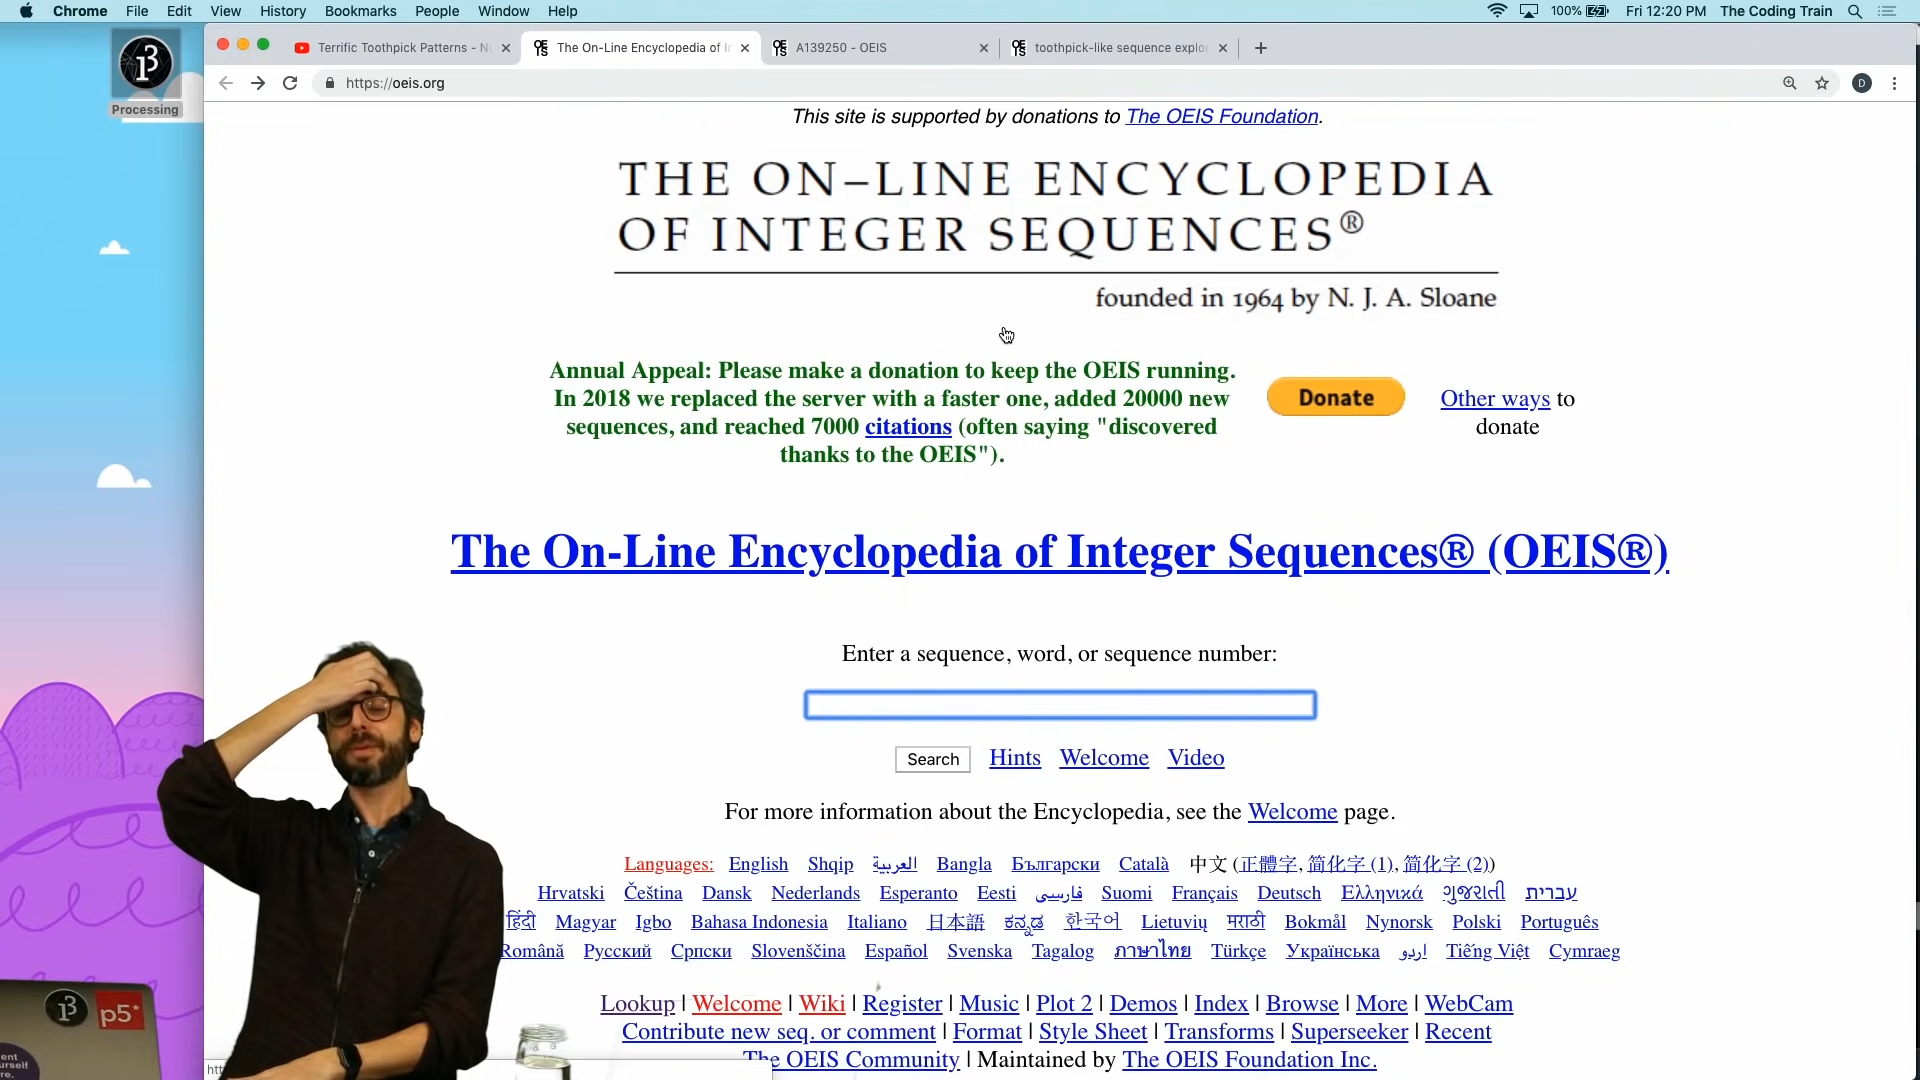 Chrome File Edit View History Bookmarks People Window Help 100% Fri 12:20 PM The Coding Train
Processing
Terrific Toothpick Patterns - N
The On-Line Encyclopedia of I
A139250 - OEIS
toothpick-like sequence explo
https://oeis.org
D
This site is supported by donations to The OEIS Foundation.
THE ON–LINE ENCYCLOPEDIA
OF INTEGER SEQUENCES®
founded in 1964 by N. J. A. Sloane
Annual Appeal: Please make a donation to keep the OEIS running.
In 2018 we replaced the server with a faster one, added 20000 new
sequences, and reached 7000 citations (often saying "discovered
thanks to the OEIS").
Donate
Other ways to
donate
The On-Line Encyclopedia of Integer Sequences® (OEIS®)
Enter a sequence, word, or sequence number:
Search Hints Welcome Video
For more information about the Encyclopedia, see the Welcome page.
Languages: English Shqip العربية Bangla Български Català 中文 (正體字, 简化字 (1), 简化字 (2))
Hrvatski Čeština Dansk Nederlands Esperanto Eesti فارسی Suomi Français Deutsch Ελληνικά ગુજરાતી עברית
हिंदी Magyar Igbo Bahasa Indonesia Italiano 日本語 ಕನ್ನಡ 한국어 Lietuvių मराठी Bokmål Nynorsk Polski Português
Română Русский Српски Slovenščina Español Svenska Tagalog ภาษาไทย Türkçe Українська اردو Tiếng Việt Cymraeg
Lookup | Welcome | Wiki | Register | Music | Plot 2 | Demos | Index | Browse | More | WebCam
Contribute new seq. or comment | Format | Style Sheet | Transforms | Superseeker | Recent
The OEIS Community | Maintained by The OEIS Foundation Inc.
p5*
htt